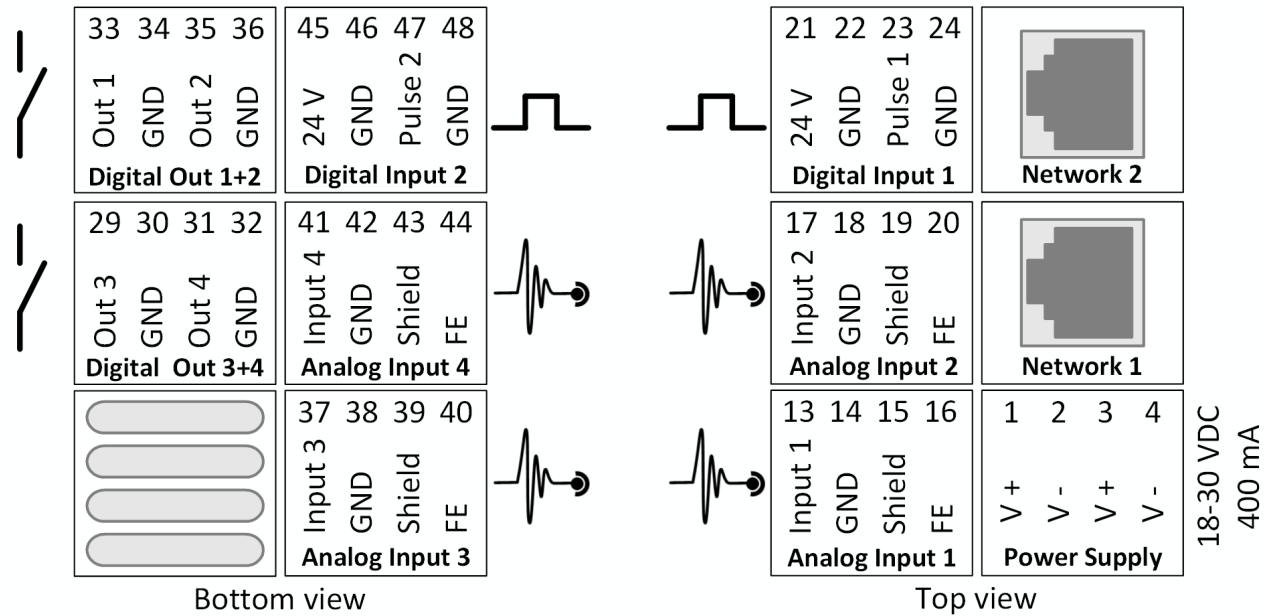 33 34 35 36
Out 1
GND
Out 2
GND
Digital Out 1+2
45 46 47 48
24 V
GND
Pulse 2
GND
Digital Input 2
21 22 23 24
24 V
GND
Pulse 1
GND
Digital Input 1
Network 2
29 30 31 32
Out 3
GND
Out 4
GND
Digital Out 3+4
41 42 43 44
Input 4
GND
Shield
FE
Analog Input 4
17 18 19 20
Input 2
GND
Shield
FE
Analog Input 2
Network 1
37 38 39 40
Input 3
GND
Shield
FE
Analog Input 3
13 14 15 16
Input 1
GND
Shield
FE
Analog Input 1
1 2 3 4
V +
V -
V +
V -
Power Supply
18-30 VDC
400 mA
Bottom view
Top view